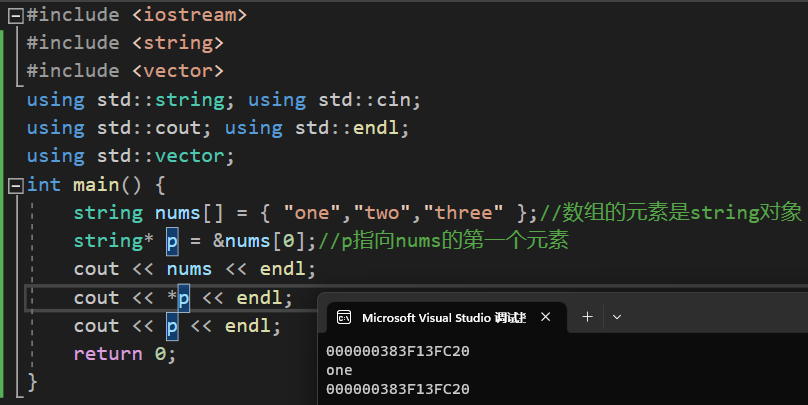 #include <iostream>
#include <string>
#include <vector>
using std::string; using std::cin;
using std::cout; using std::endl;
using std::vector;
int main() {
string nums[] = { "one","two","three" };//数组的元素是string对象
string* p = &nums[0];//p指向nums的第一个元素
cout << nums << endl;
cout << *p << endl;
cout << p << endl;
return 0;
}
Microsoft Visual Studio 调试
000000383F13FC20
one
000000383F13FC20